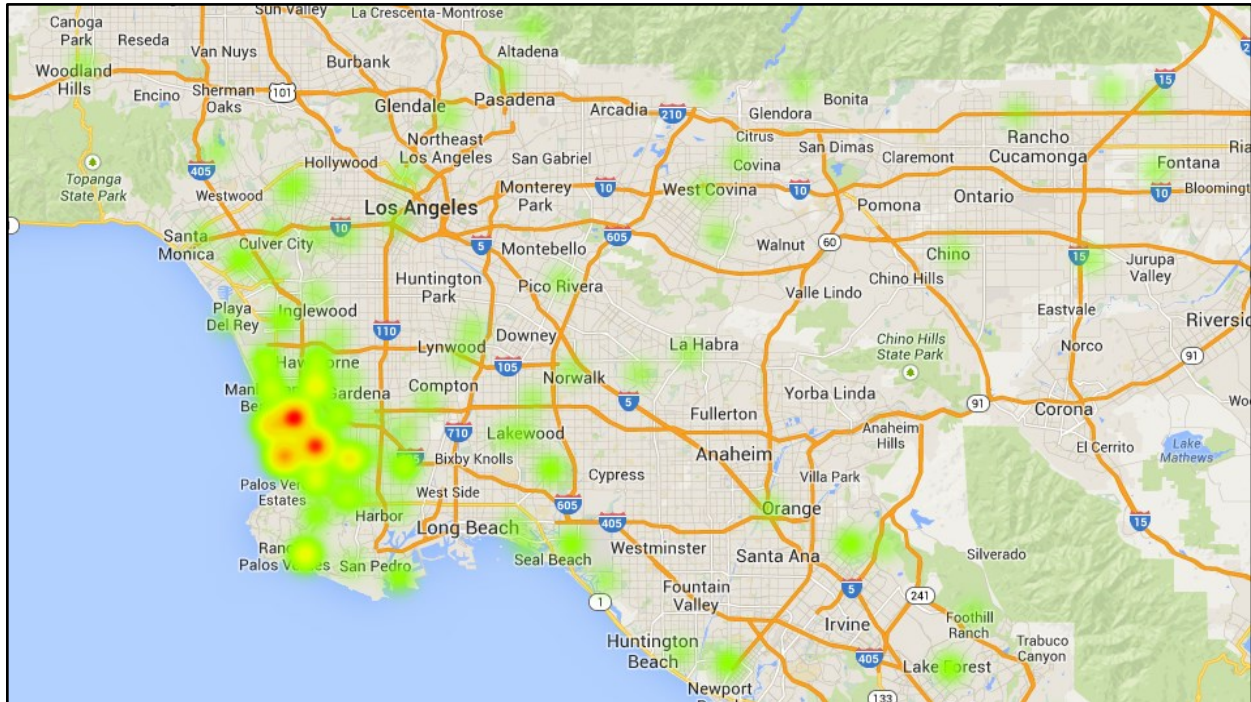 Sun Valley
La Crescenta-Montrose
Canoga
Park
Reseda
Van Nuys
Burbank
Altadena
Woodland
Hills
Encino
Sherman
Oaks
101
Glendale
Pasadena
Arcadia
210
Glendora
Bonita
15
Rancho
Cucamonga
Northeast
Los Angeles
Hollywood
San Gabriel
Citrus
Covina
San Dimas
Claremont
Fontana
Topanga
State Park
405
Westwood
Monterey
Park
10
West Covina
10
Ontario
10
Bloomingt
Los Angeles
Pomona
Santa
Monica
Culver City
10
5
Montebello
605
Walnut
60
Chino
15
Jurupa
Valley
Huntington
Park
Pico Rivera
Chino Hills
Valle Lindo
Playa
Del Rey
Inglewood
110
Downey
Eastvale
Riversid
Lynwood
La Habra
Chino Hills
State Park
Norco
91
105
Norwalk
Compton
Gardena
Yorba Linda
5
Fullerton
91
Corona
710
Lakewood
Anaheim
Hills
El Cerrito
Lake
Mathews
Bixby Knolls
Anaheim
Cypress
Villa Park
Palos Ver
Estates
West Side
Harbor
605
Orange
15
Long Beach
405
Seal Beach
Westminster
Santa Ana
Silverado
San Pedro
Fountain
Valley
5
241
1
Irvine
Foothill
Ranch
Trabuco
Canyon
Huntington
Beach
405
Lake Forest
Newport
133